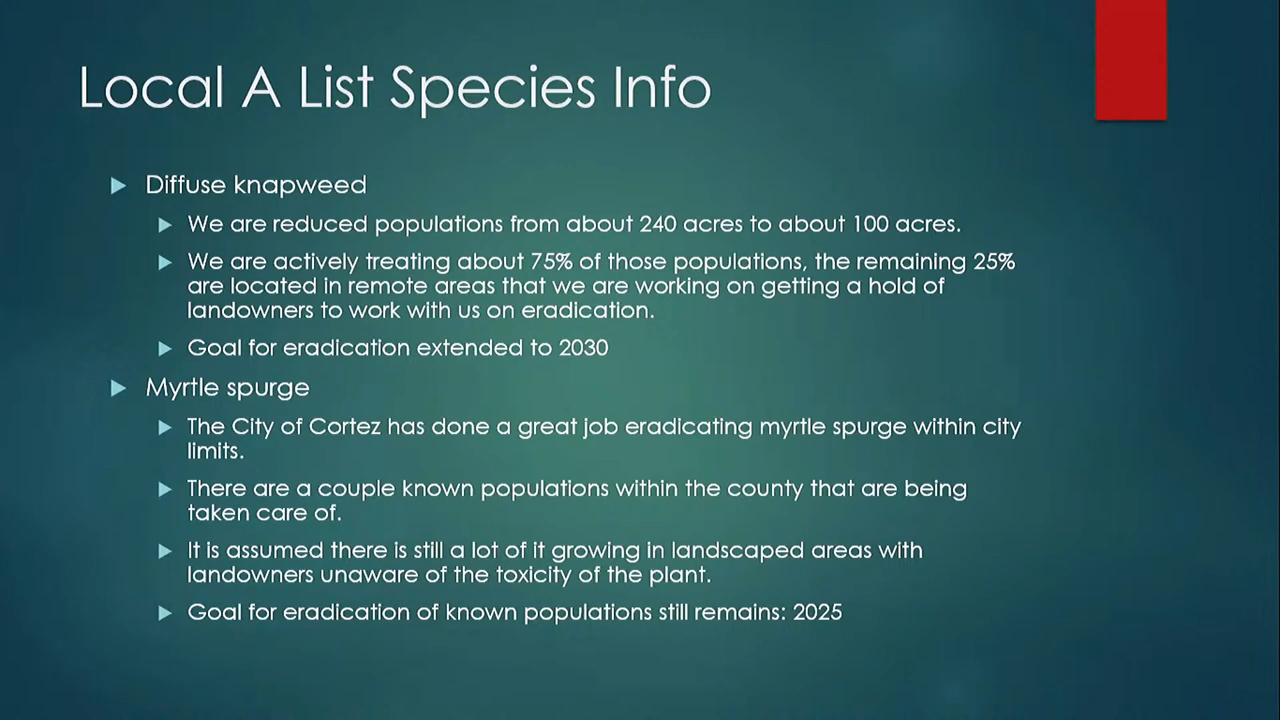 Local A List Species Info
Diffuse knapweed
We are reduced populations from about 240 acres to about 100 acres.
We are actively treating about 75% of those populations, the remaining 25%
are located in remote areas that we are working on getting a hold of
landowners to work with us on eradication.
Goal for eradication extended to 2030
Myrtle spurge
The City of Cortez has done a great job eradicating myrtle spurge within city
limits.
There are a couple known populations within the county that are being
taken care of.
It is assumed there is still a lot of it growing in landscaped areas with
landowners unaware of the toxicity of the plant.
Goal for eradication of known populations still remains: 2025